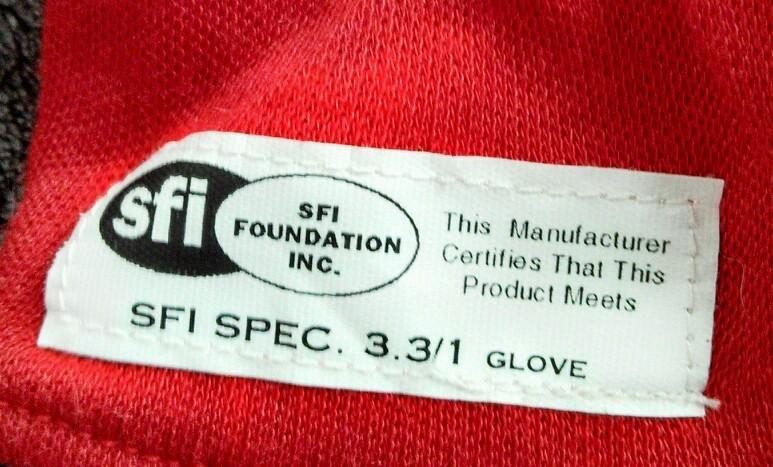 sfi
SFI
FOUNDATION
INC.
This Manufacturer
Certifies That This
Product Meets
SFI SPEC. 3.3/1 GLOVE